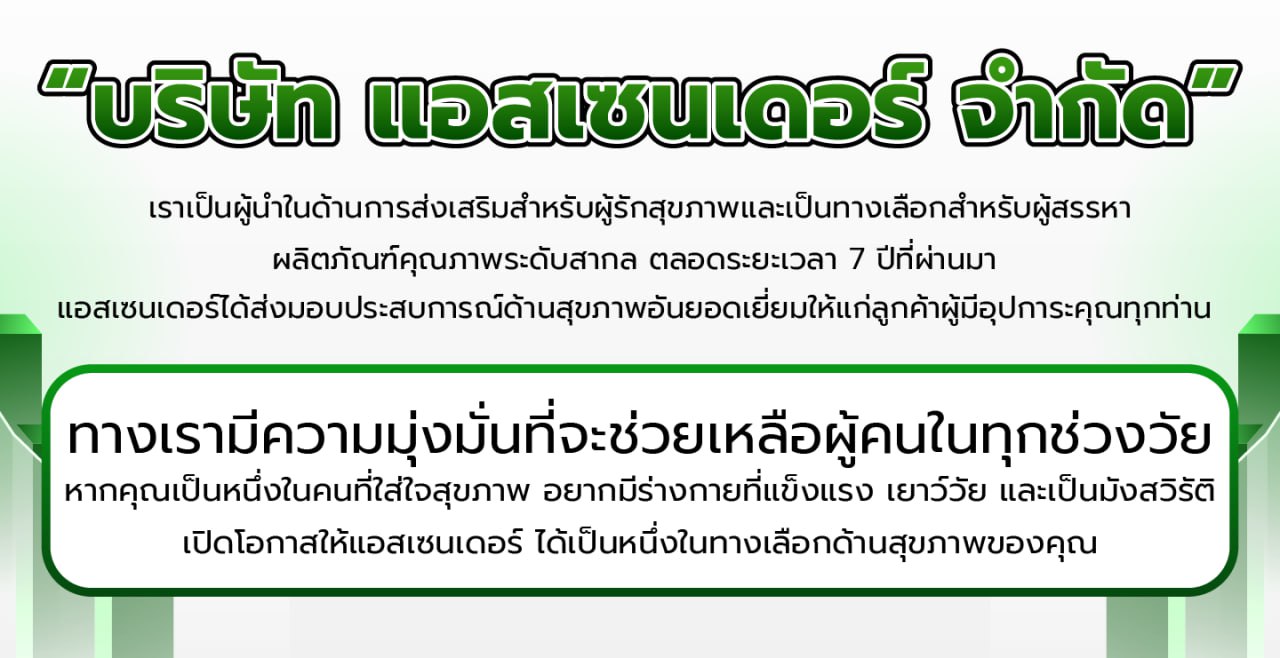 "บริษัท แอสเซนเดอร์ จำกัด"
เราเป็นผู้นำในด้านการส่งเสริมสำหรับผู้รักสุขภาพและเป็นทางเลือกสำหรับผู้สรรหา
ผลิตภัณฑ์คุณภาพระดับสากล ตลอดระยะเวลา 7 ปีที่ผ่านมา
แอสเซนเดอร์ได้ส่งมอบประสบการณ์ด้านสุขภาพอันยอดเยี่ยมให้แก่ลูกค้าผู้มีอุปการะคุณทุกท่าน
ทางเรามีความมุ่งมั่นที่จะช่วยเหลือผู้คนในทุกช่วงวัย
หากคุณเป็นหนึ่งในคนที่ใส่ใจสุขภาพ อยากมีร่างกายที่แข็งแรง เยาว์วัย และเป็นมังสวิรัติ
เปิดโอกาสให้แอสเซนเดอร์ ได้เป็นหนึ่งในทางเลือกด้านสุขภาพของคุณ